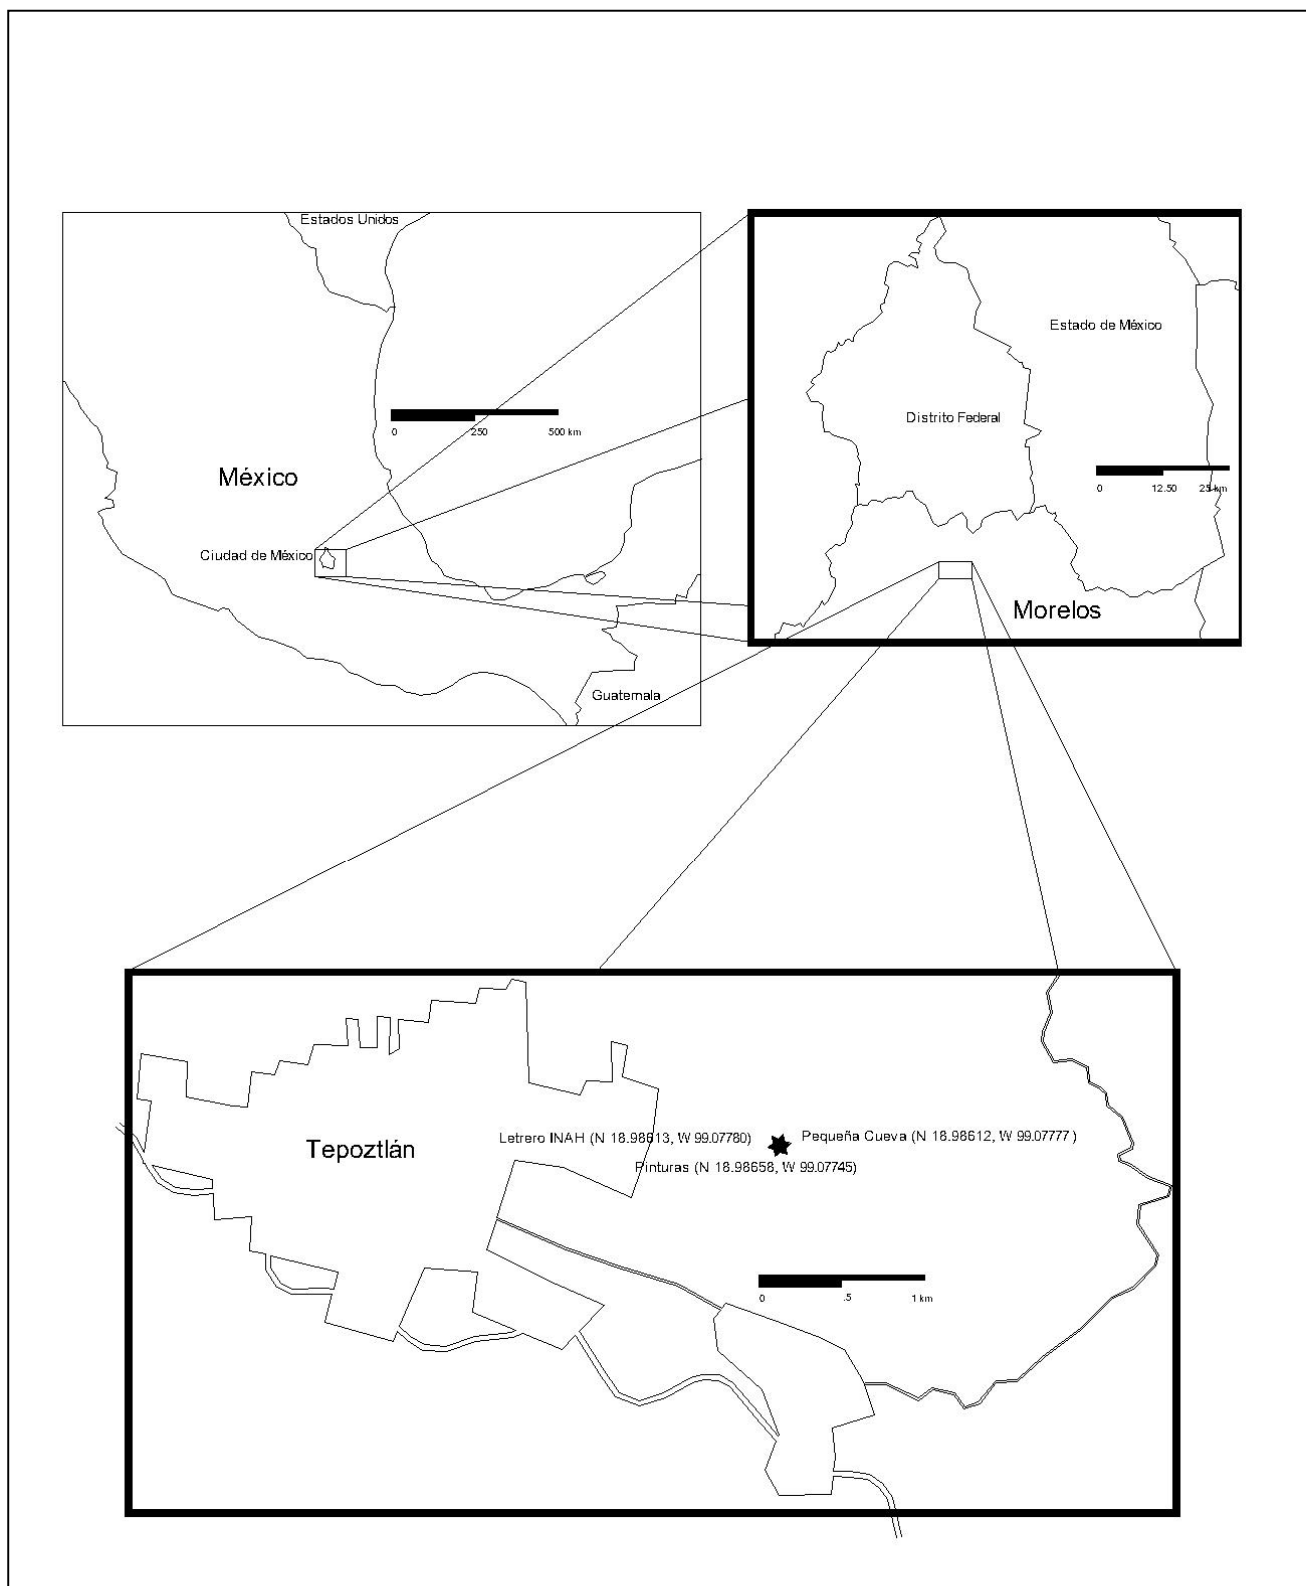 Estados Unidos
0 250 500 km
México
Ciudad de México
Guatemala
Estado de México
Distrito Federal
0 12.50 25 km
Morelos
Tepoztlán
Letrero INAH (N 18.98613, W 99.07780)
Pequeña Cueva (N 18.98612, W 99.07777 )
Pinturas (N 18.98658, W 99.07745)
0 .5 1 km